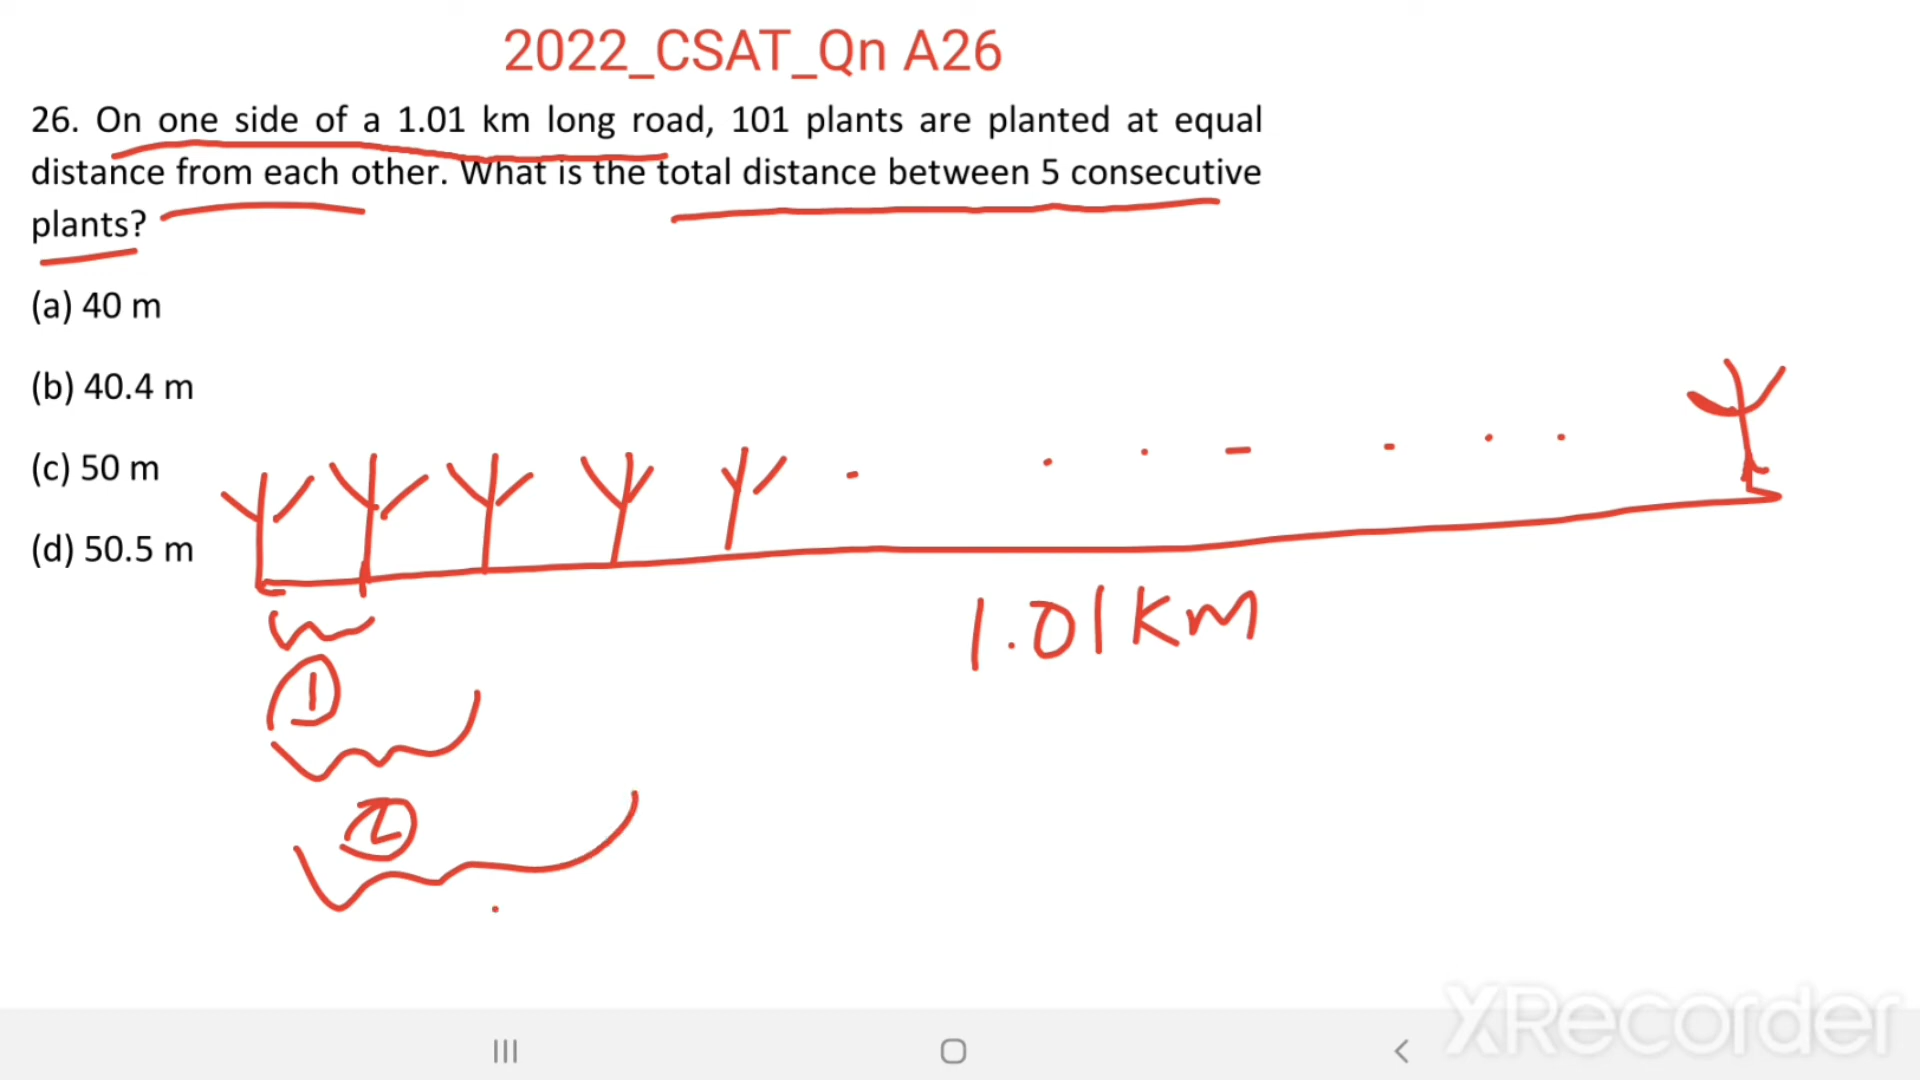 2022_CSAT_Qn A26
26. On one side of a 1.01 km long road, 101 plants are planted at equal
distance from each other. What is the total distance between 5 consecutive
plants?
(a) 40 m
(b) 40.4 m
(c) 50 m
(d) 50.5 m
1.01 KM
1
2
XRecorder